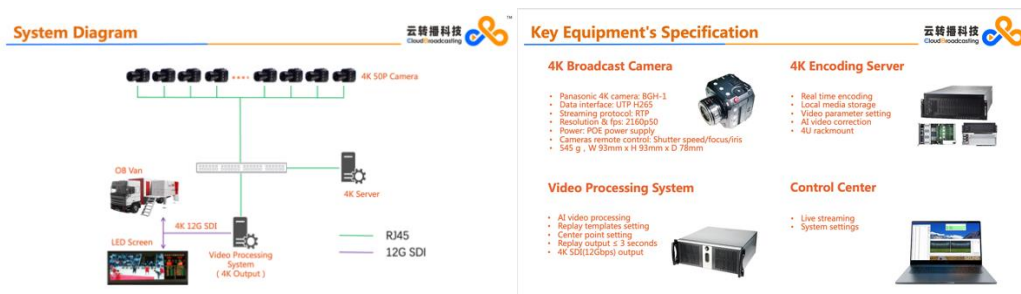 System Diagram
云转播科技
CloudBroadcasting
TM
4K 50P Camera
OB Van
4K Server
4K 12G SDI
LED Screen
Video Processing
System
( 4K Output )
RJ45
12G SDI
Key Equipment's Specification
云转播科技
CloudBroadcasting
4K Broadcast Camera
• Panasonic 4K camera: BGH-1
• Data interface: UTP H265
• Streaming protocol: RTP
• Resolution & fps: 2160p50
• Power: POE power supply
• Cameras remote control: Shutter speed/focus/iris
• 545 g , W 93mm x H 93mm x D 78mm
4K Encoding Server
• Real time encoding
• Local media storage
• Video parameter setting
• AI video correction
• 4U rackmount
Video Processing System
• AI video processing
• Replay templates setting
• Center point setting
• Replay output ≤ 3 seconds
• 4K SDI(12Gbps) output
Control Center
• Live streaming
• System settings